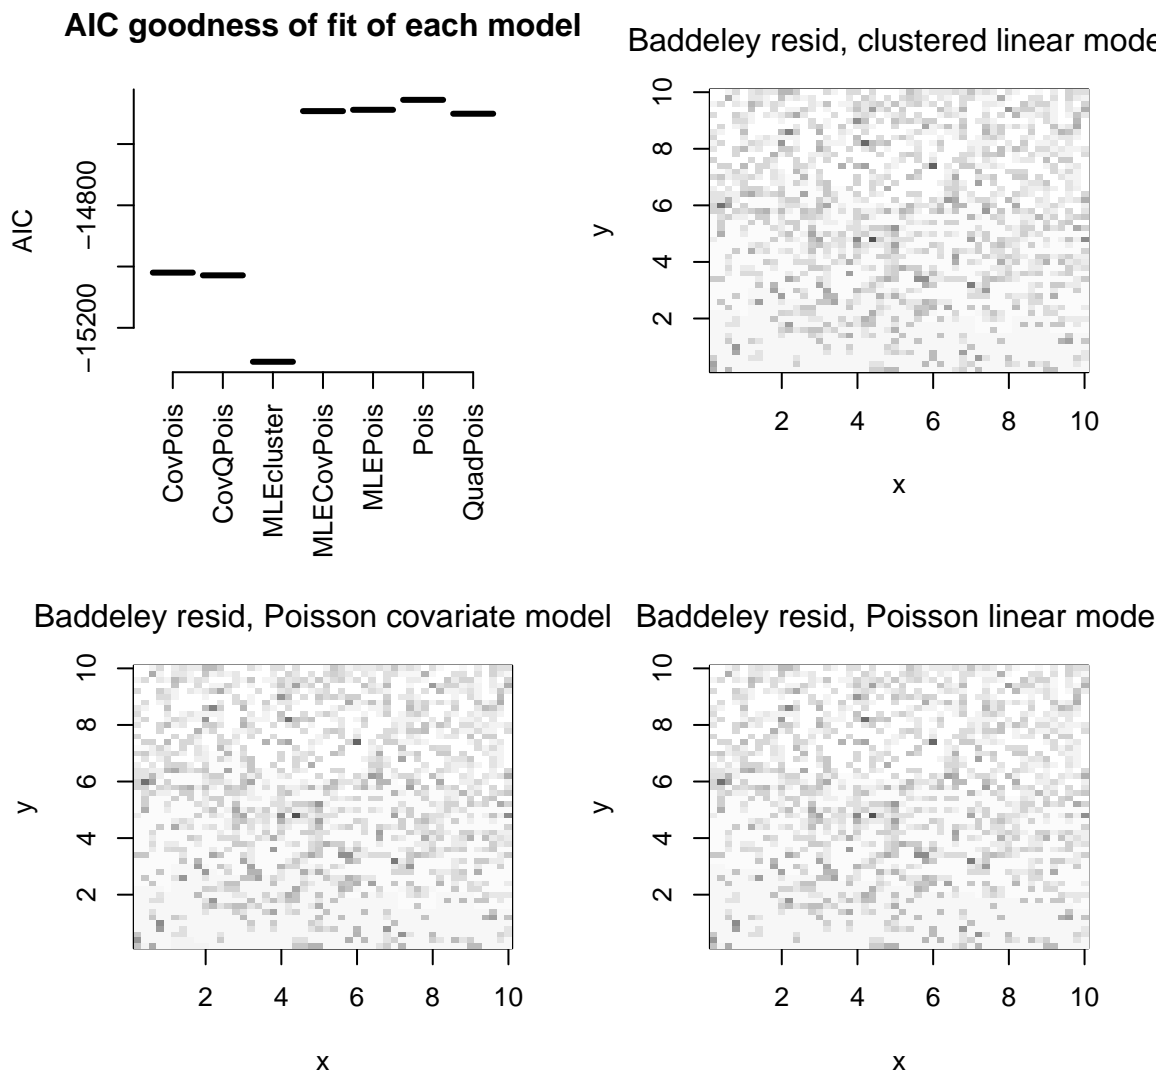 AIC goodness of fit of each model
AIC
−14800
−15200
CovPois
CovQPois
MLEcluster
MLECovPois
MLEPois
Pois
QuadPois
Baddeley resid, clustered linear mode
y
10
8
6
4
2
2 4 6 8 10
x
Baddeley resid, Poisson covariate model
y
10
8
6
4
2
2 4 6 8 10
x
Baddeley resid, Poisson linear mode
y
10
8
6
4
2
2 4 6 8 10
x